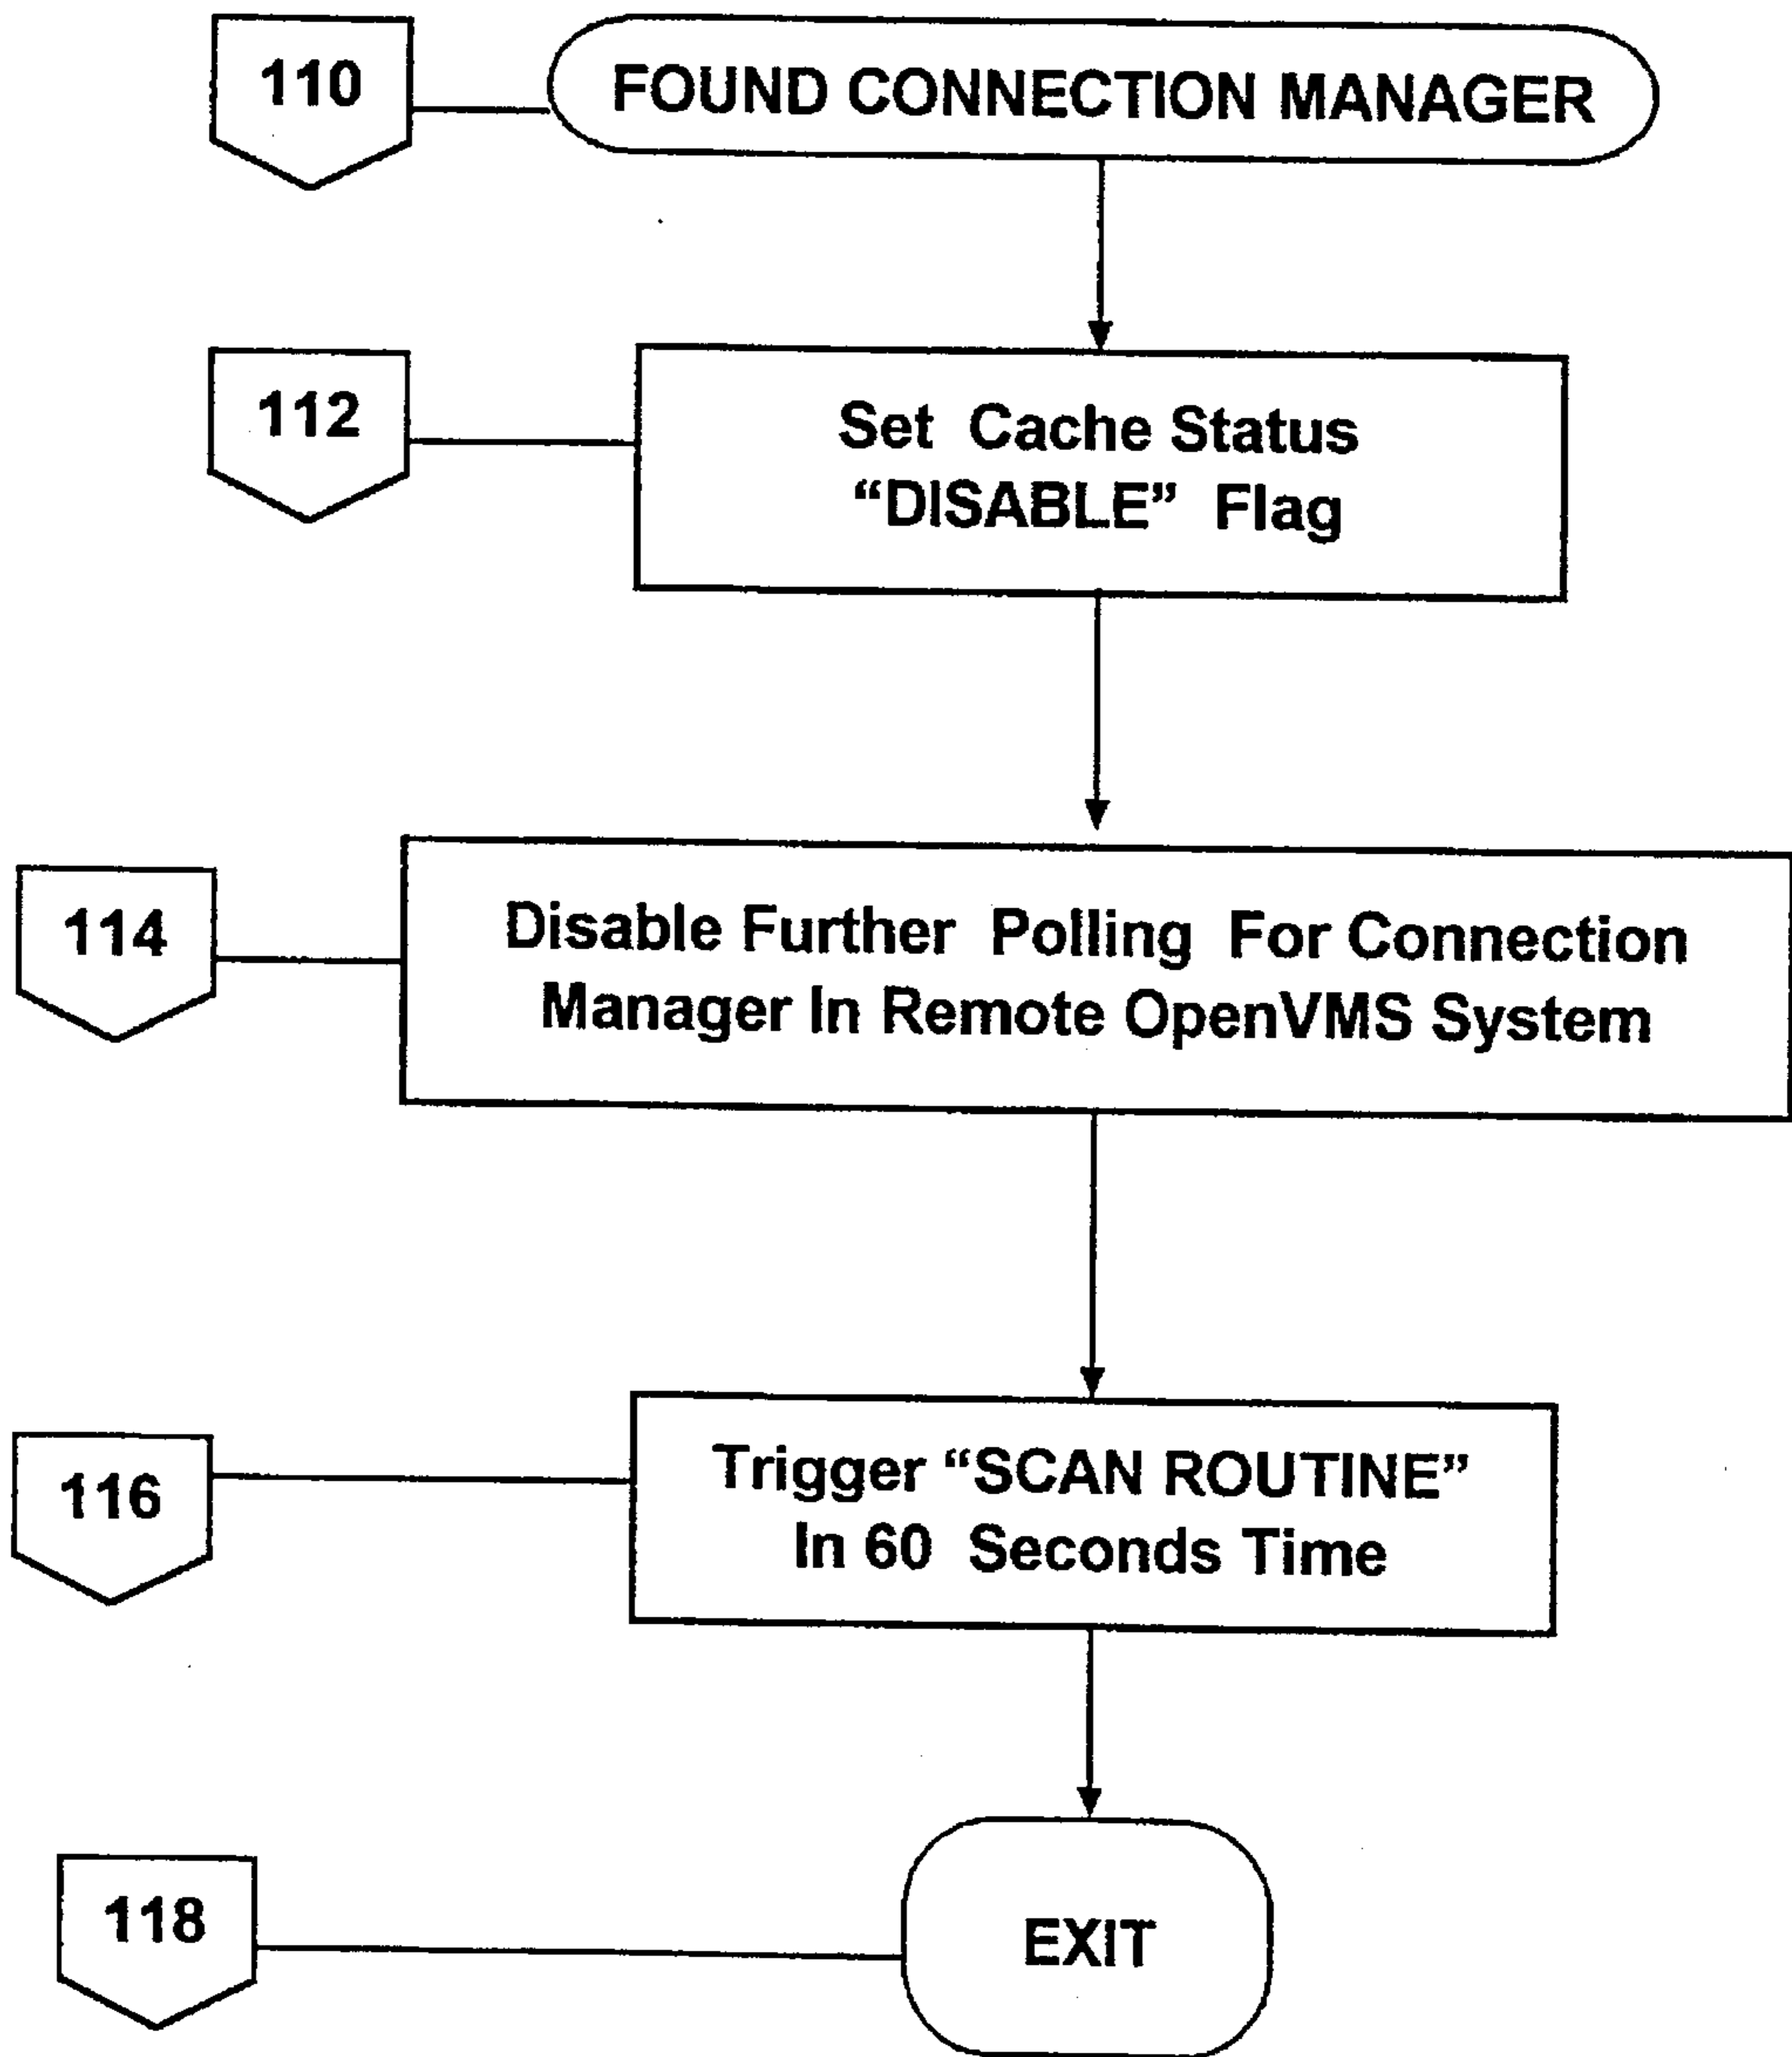 110
FOUND CONNECTION MANAGER
112
Set Cache Status
“DISABLE” Flag
114
Disable Further Polling For Connection
Manager In Remote OpenVMS System
116
Trigger “SCAN ROUTINE”
In 60 Seconds Time
118
EXIT